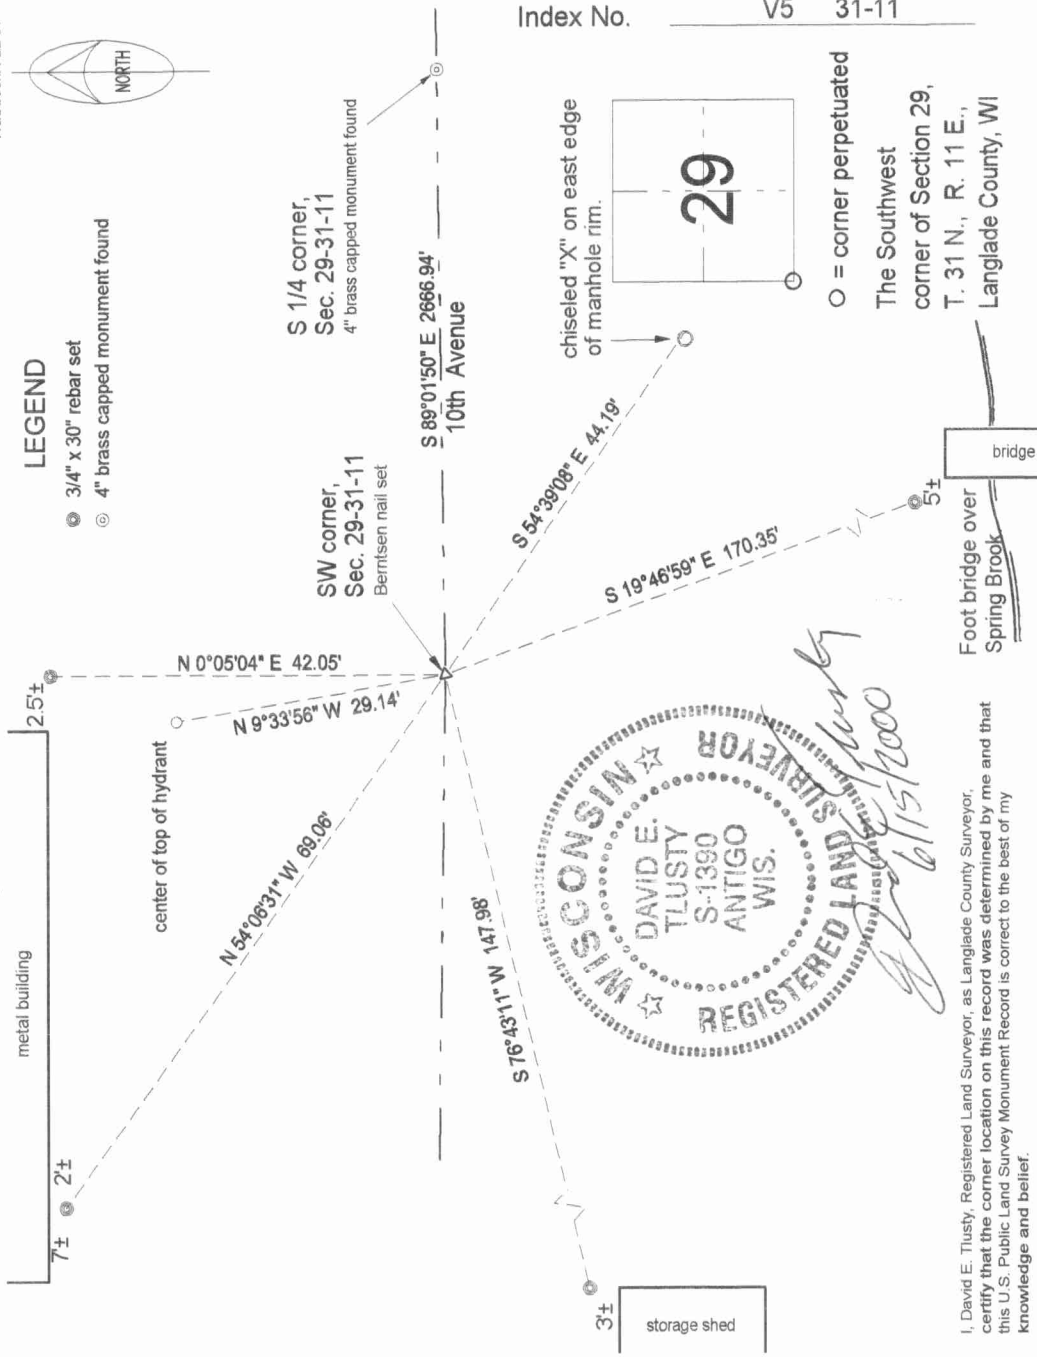 Index No. V5 31-11
NORTH
LEGEND
3/4" x 30" rebar set
4" brass capped monument found
S 1/4 corner,
Sec. 29-31-11
4" brass capped monument found
S 89°01'50" E 2666.94'
10th Avenue
SW corner,
Sec. 29-31-11
Berntsen nail set
metal building
7'±
2'±
2.5'±
N 0°05'04" E 42.05'
N 9°33'56" W 29.14'
center of top of hydrant
N 54°06'31" W 69.06'
S 76°43'11" W 147.98'
3'±
storage shed
S 54°39'08" E 44.19'
S 19°46'59" E 170.35'
5'±
bridge
Foot bridge over
Spring Brook
chiseled "X" on east edge
of manhole rim.
29
O = corner perpetuated
The Southwest
corner of Section 29,
T. 31 N., R. 11 E.,
Langlade County, WI
WISCONSIN
REGISTERED LAND SURVEYOR
DAVID E.
TLUSTY
S-1390
ANTIGO
WIS.
David E Tlusty
6/15/2000
I, David E. Tlusty, Registered Land Surveyor, as Langlade County Surveyor,
certify that the corner location on this record was determined by me and that
this U.S. Public Land Survey Monument Record is correct to the best of my
knowledge and belief.